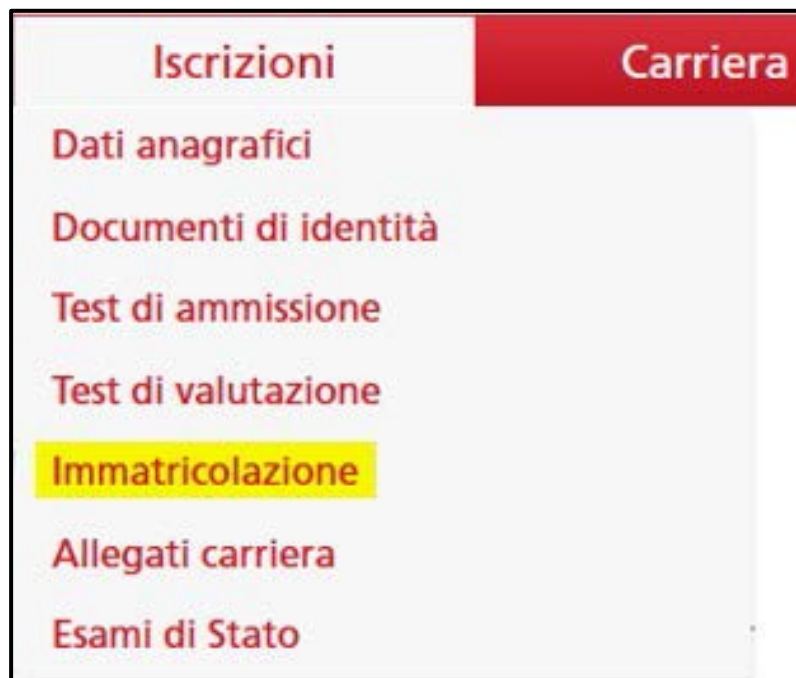 Iscrizioni Carriera
Dati anagrafici
Documenti di identità
Test di ammissione
Test di valutazione
Immatricolazione
Allegati carriera
Esami di Stato